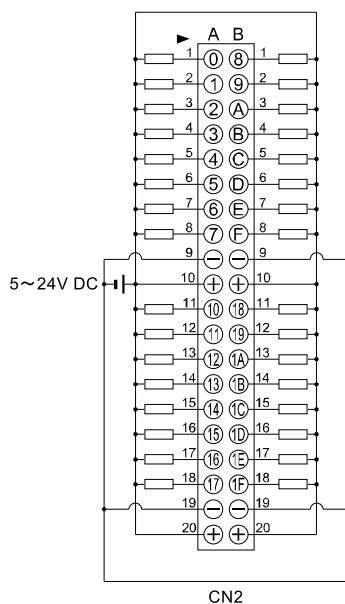 A B
1 0 8 1
2 1 9 2
3 2 A 3
4 3 B 4
5 4 C 5
6 5 D 6
7 6 E 7
8 7 F 8
9 − − 9
5～24V DC 10 + + 10
11 10 18 11
12 11 19 12
13 12 1A 13
14 13 1B 14
15 14 1C 15
16 15 1D 16
17 16 1E 17
18 17 1F 18
19 − − 19
20 + + 20
CN2